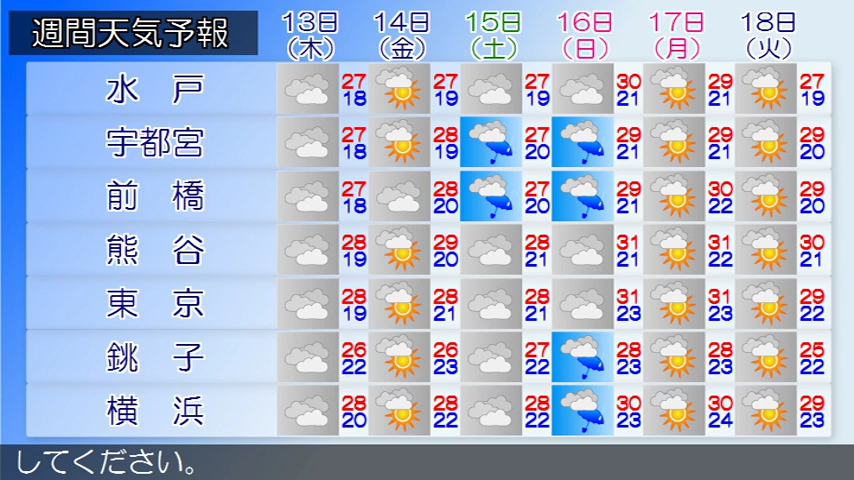 週間天気予報 13日 14日 15日 16日 17日 18日
(木) (金) (土) (日) (月) (火)
水戸 27 18 27 19 27 19 30 21 29 21 27 19
宇都宮 27 18 28 19 27 20 29 21 29 21 29 20
前橋 27 18 28 20 27 20 29 21 30 22 29 20
熊谷 28 19 29 20 28 21 31 21 31 22 30 21
東京 28 19 28 21 28 21 31 23 31 23 29 22
銚子 26 22 26 23 27 22 28 23 28 23 25 22
横浜 28 20 28 22 28 22 30 23 30 24 29 23
してください。